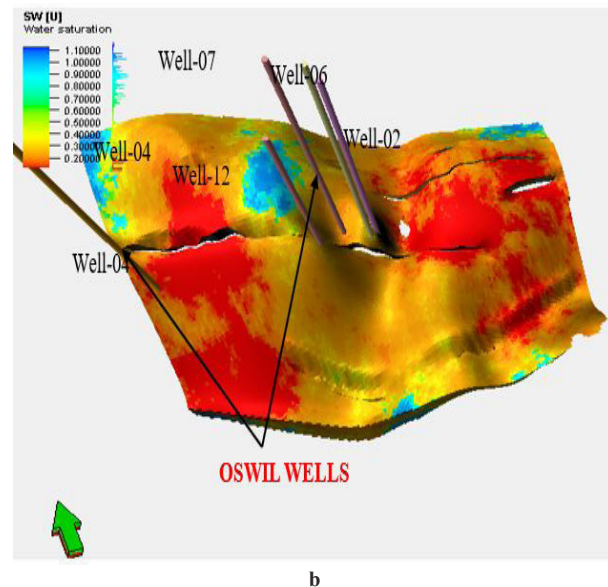 SW [U]
Water saturation
1.10000
1.00000
0.90000
0.80000
0.70000
0.60000
0.50000
0.40000
0.30000
0.20000
Well-07
Well-06
Well-02
Well-04
Well-12
Well-04
OSWIL WELLS
b